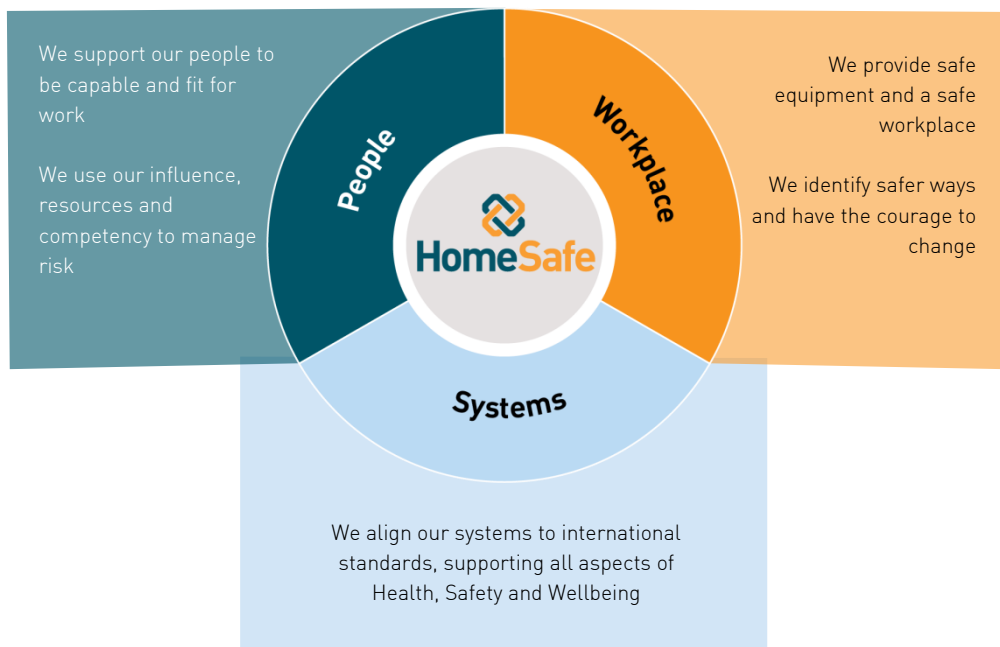 We support our people to
be capable and fit for
work
We use our influence,
resources and
competency to manage
risk
People
HomeSafe
Workplace
We provide safe
equipment and a safe
workplace
We identify safer ways
and have the courage to
change
Systems
We align our systems to international
standards, supporting all aspects of
Health, Safety and Wellbeing